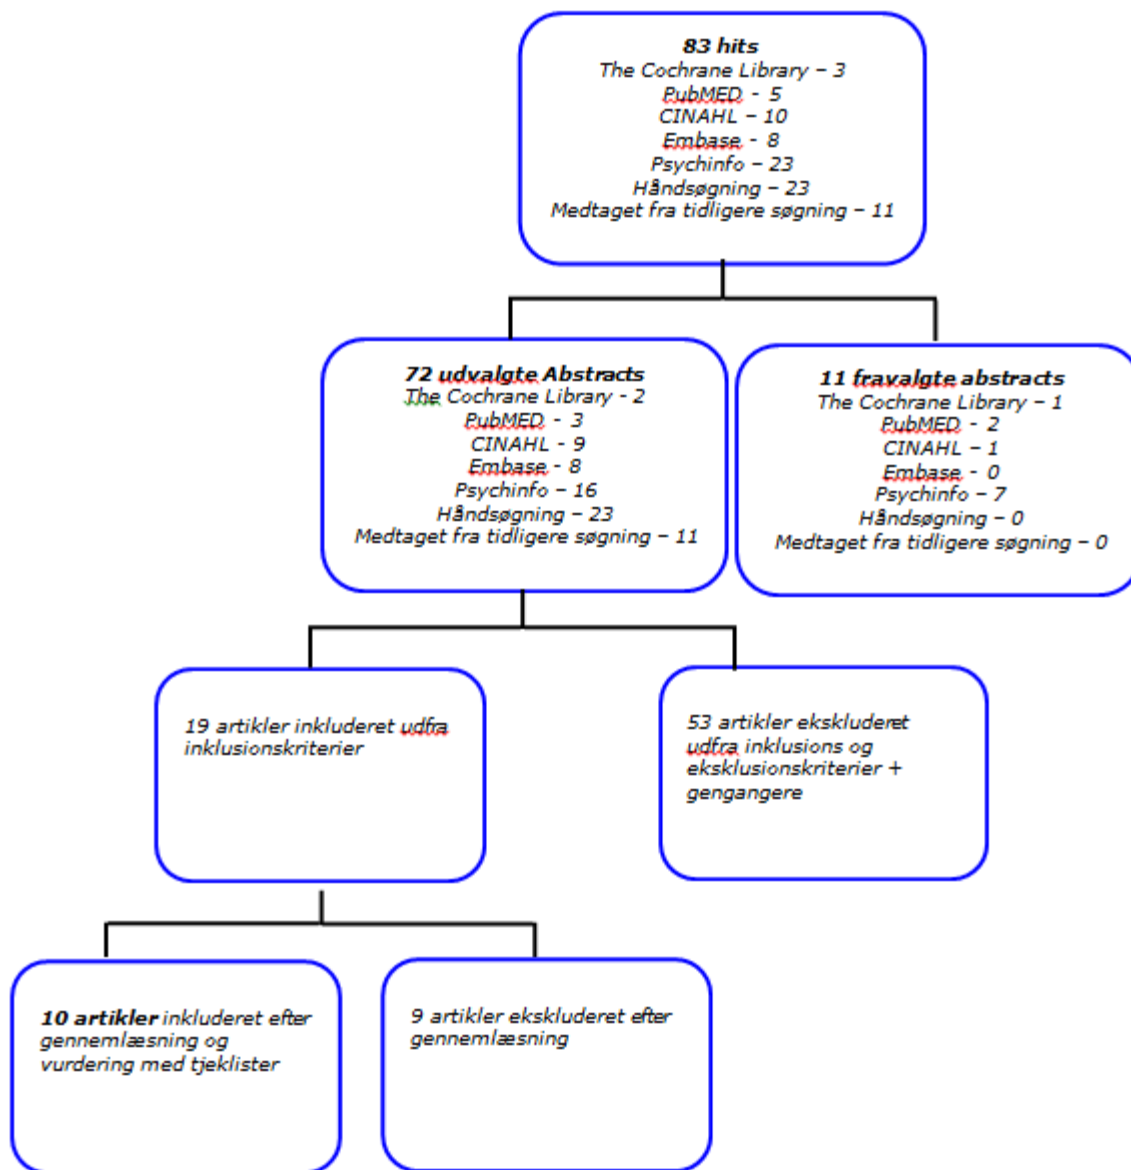 83 hits
The Cochrane Library – 3
PubMED - 5
CINAHL – 10
Embase - 8
Psychinfo – 23
Håndsøgning – 23
Medtaget fra tidligere søgning – 11
72 udvalgte Abstracts
The Cochrane Library - 2
PubMED - 3
CINAHL - 9
Embase - 8
Psychinfo – 16
Håndsøgning – 23
Medtaget fra tidligere søgning – 11
11 fravalgte abstracts
The Cochrane Library – 1
PubMED - 2
CINAHL – 1
Embase - 0
Psychinfo – 7
Håndsøgning – 0
Medtaget fra tidligere søgning – 0
19 artikler inkluderet udfra
inklusionskriterier
53 artikler ekskluderet
udfra inklusions og
eksklusionskriterier +
gengangere
10 artikler inkluderet efter
gennemlæsning og
vurdering med tjeklister
9 artikler ekskluderet efter
gennemlæsning